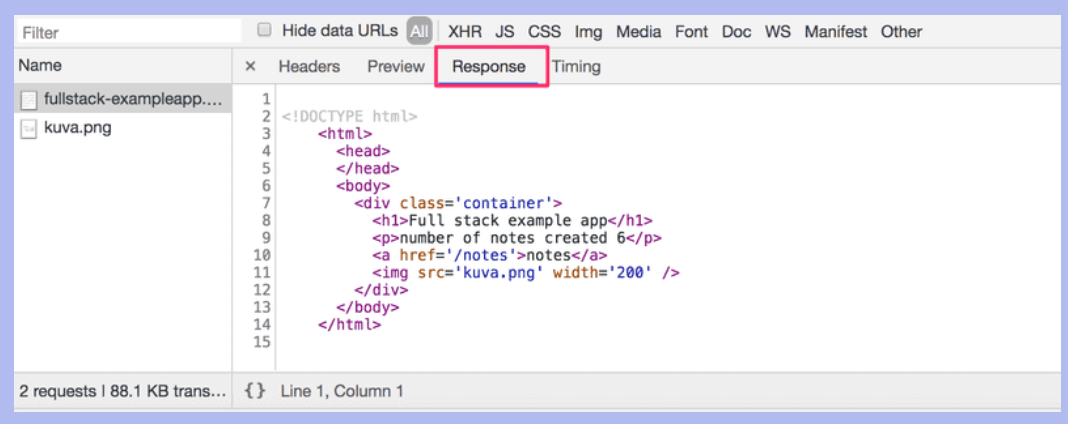 Filter Hide data URLs All XHR JS CSS Img Media Font Doc WS Manifest Other
Name × Headers Preview Response Timing
fullstack-exampleapp....
kuva.png
1
2 <!DOCTYPE html>
3 <html>
4 <head>
5 </head>
6 <body>
7 <div class='container'>
8 <h1>Full stack example app</h1>
9 <p>number of notes created 6</p>
10 <a href='/notes'>notes</a>
11 <img src='kuva.png' width='200' />
12 </div>
13 </body>
14 </html>
15
2 requests | 88.1 KB trans... {} Line 1, Column 1